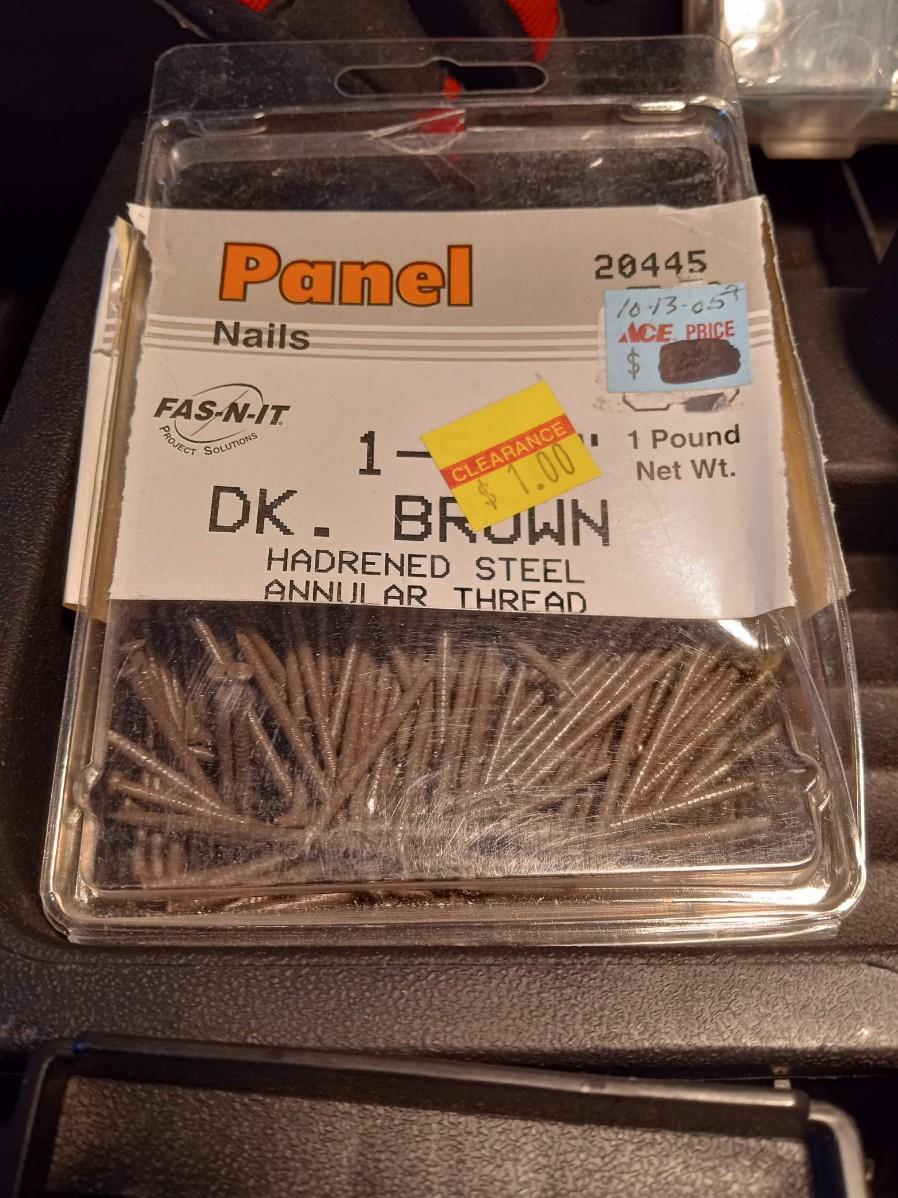 Panel
Nails
20445
10-13-05
ACE PRICE
$
FAS-N-IT®
PROJECT SOLUTIONS
1-
"
CLEARANCE
$ 1.00
1 Pound
Net Wt.
DK. BROWN
HADRENED STEEL
ANNULAR THREAD